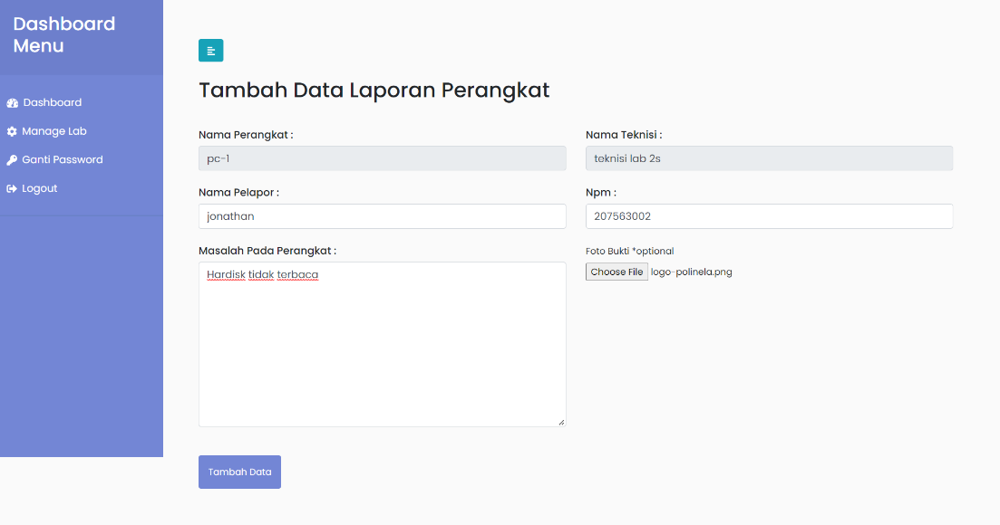 Dashboard
Menu
Dashboard
Manage Lab
Ganti Password
Logout
Tambah Data Laporan Perangkat
Nama Perangkat :
pc-1
Nama Teknisi :
teknisi lab 2s
Nama Pelapor :
jonathan
Npm :
207563002
Masalah Pada Perangkat :
Hardisk tidak terbaca
Foto Bukti *optional
Choose File logo-polinela.png
Tambah Data